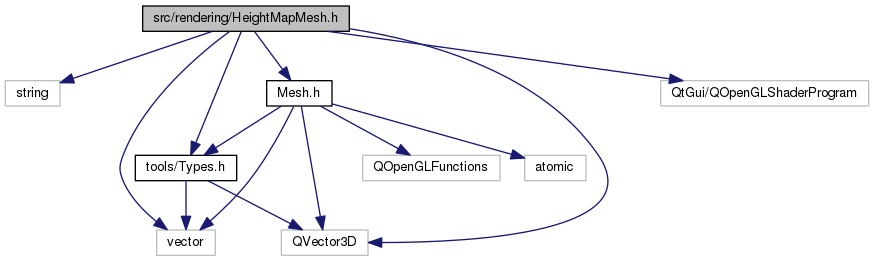 src/rendering/HeightMapMesh.h
string
Mesh.h
QtGui/QOpenGLShaderProgram
tools/Types.h
QOpenGLFunctions
atomic
vector
QVector3D